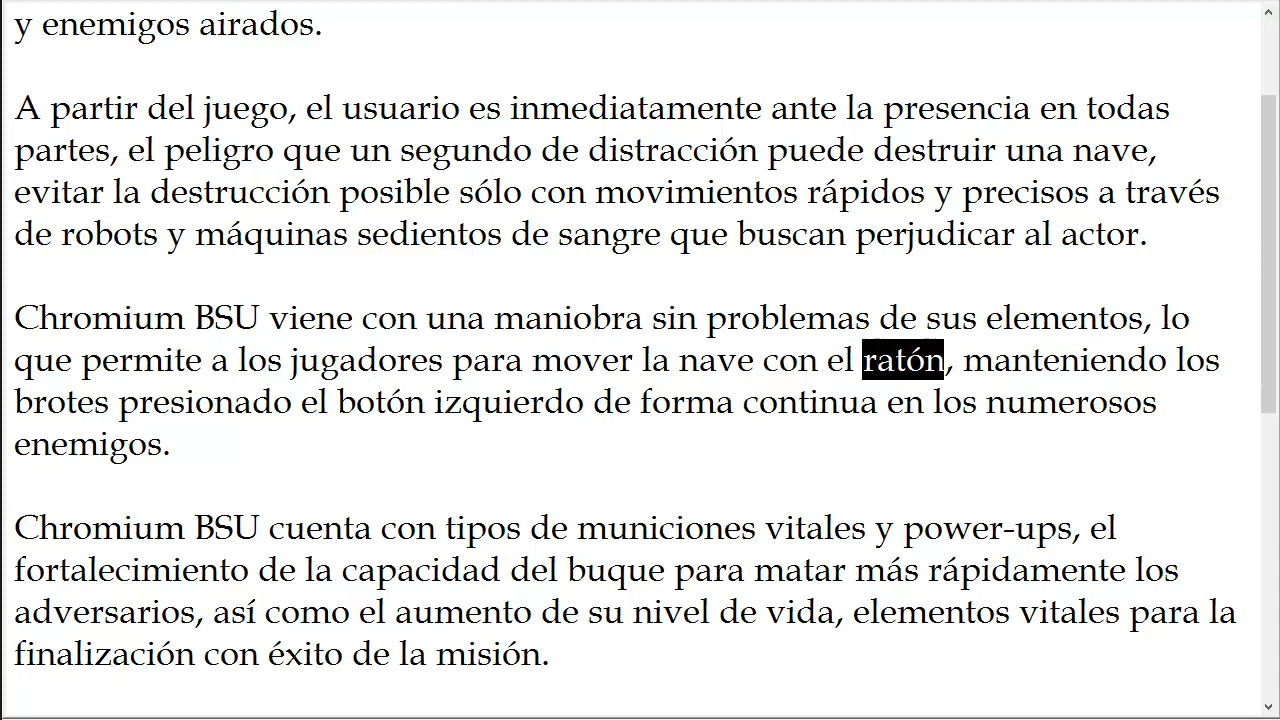 y enemigos airados.
A partir del juego, el usuario es inmediatamente ante la presencia en todas
partes, el peligro que un segundo de distracción puede destruir una nave,
evitar la destrucción posible sólo con movimientos rápidos y precisos a través
de robots y máquinas sedientos de sangre que buscan perjudicar al actor.
Chromium BSU viene con una maniobra sin problemas de sus elementos, lo
que permite a los jugadores para mover la nave con el ratón, manteniendo los
brotes presionado el botón izquierdo de forma continua en los numerosos
enemigos.
Chromium BSU cuenta con tipos de municiones vitales y power-ups, el
fortalecimiento de la capacidad del buque para matar más rápidamente los
adversarios, así como el aumento de su nivel de vida, elementos vitales para la
finalización con éxito de la misión.